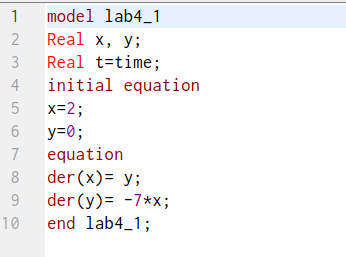 1 model lab4_1
2 Real x, y;
3 Real t=time;
4 initial equation
5 x=2;
6 y=0;
7 equation
8 der(x)= y;
9 der(y)= -7*x;
10 end lab4_1;